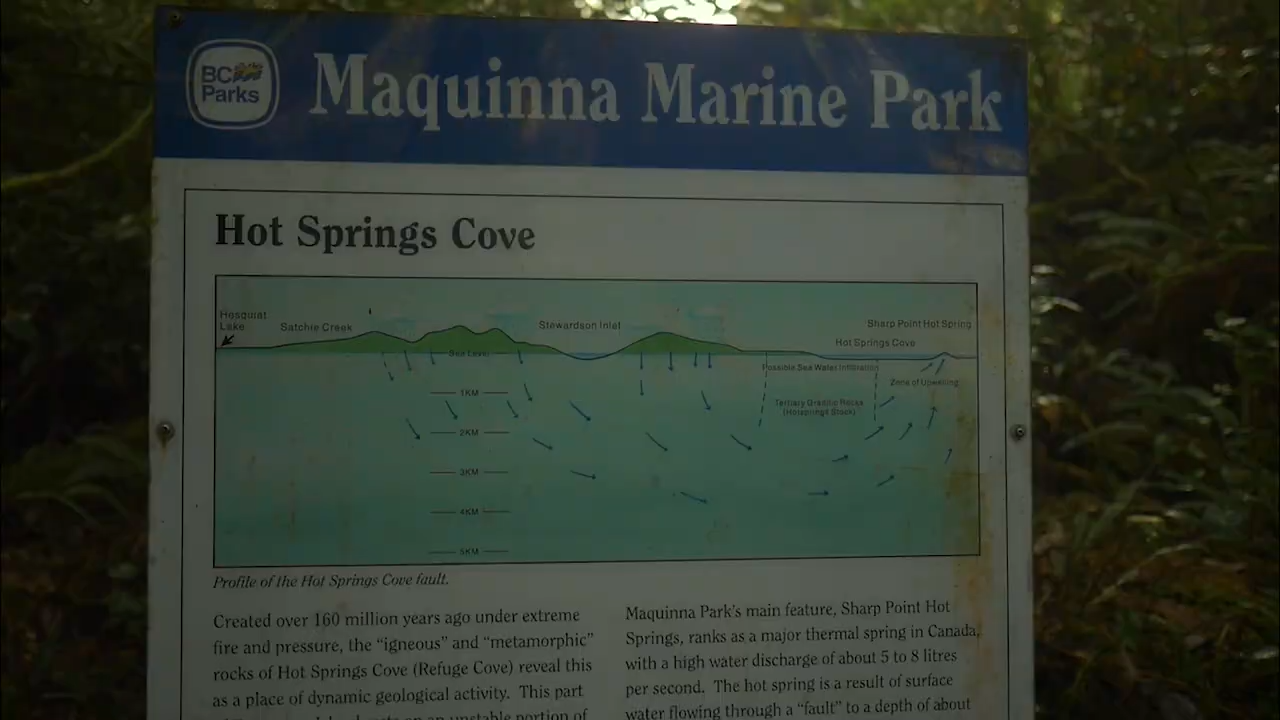 BC
Parks
Maquinna Marine Park
Hot Springs Cove
Hesquiat
Lake
Satchie Creek
Stewardson Inlet
Sharp Point Hot Spring
Hot Springs Cove
Sea Level
Possible Sea Water Infiltration
Zone of Upwelling
1KM
Tertiary Granitic Rocks
(Hotsprings Stock)
2KM
3KM
4KM
5KM
Profile of the Hot Springs Cove fault.
Created over 160 million years ago under extreme
fire and pressure, the “igneous” and “metamorphic”
rocks of Hot Springs Cove (Refuge Cove) reveal this
as a place of dynamic geological activity. This part
an unstable portion of
Maquinna Park's main feature, Sharp Point Hot
Springs, ranks as a major thermal spring in Canada,
with a high water discharge of about 5 to 8 litres
per second. The hot spring is a result of surface
water flowing through a “fault” to a depth of about